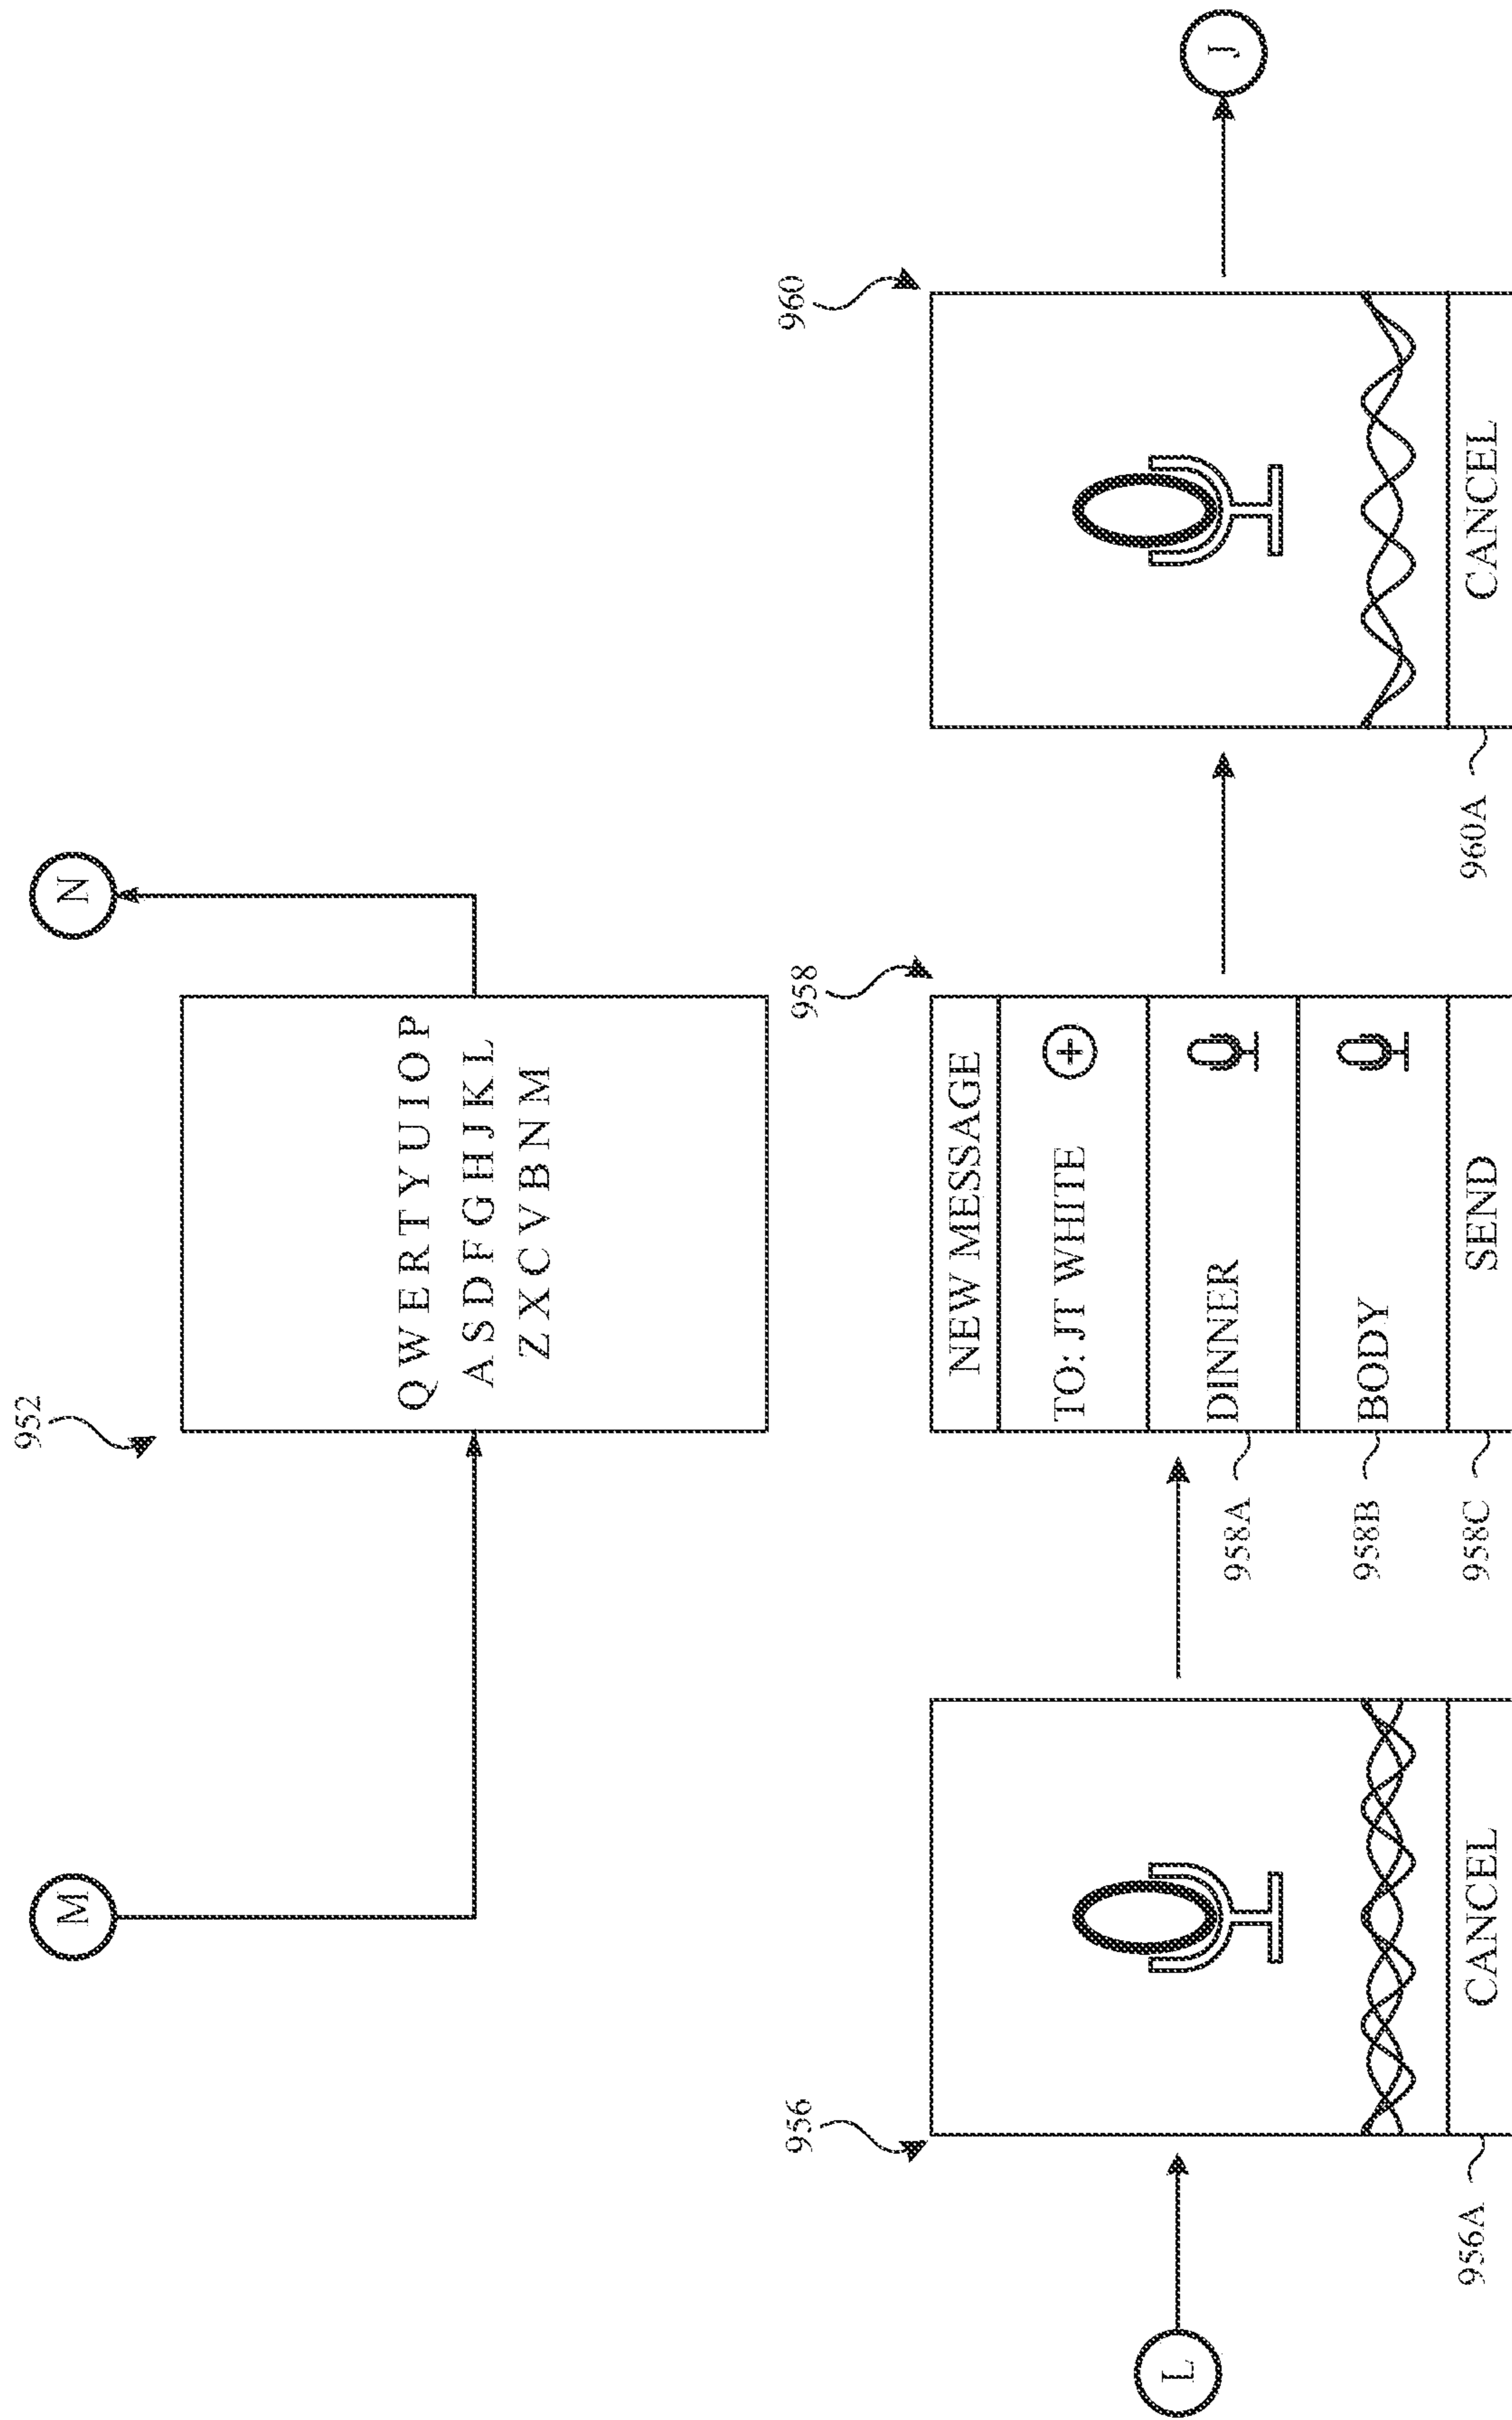 M
N
952
Q W E R T Y U I O P
A S D F G H J K L
Z X C V B N M
956
958
960
L
J
CANCEL
956A
NEW MESSAGE
TO: JT WHITE
DINNER
BODY
SEND
958A
958B
958C
CANCEL
960A